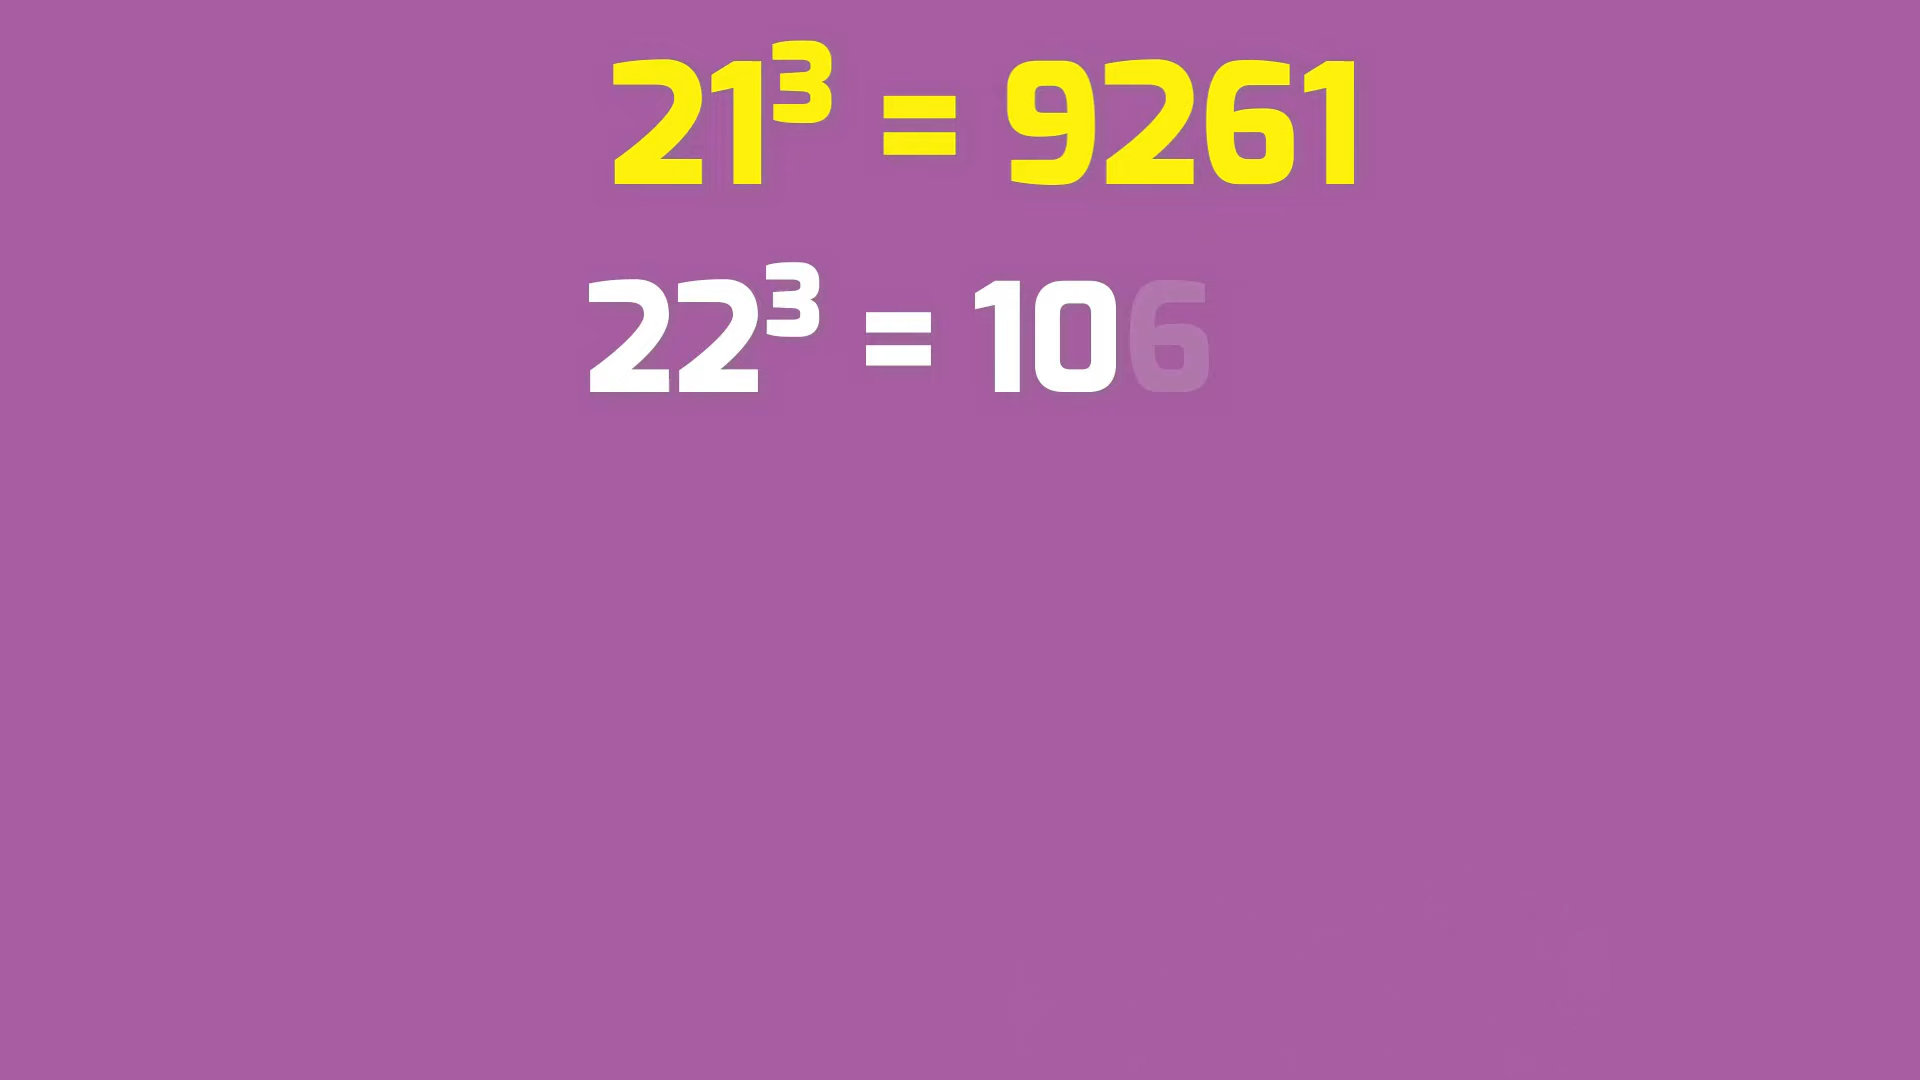 21³ = 9261
22³ = 106